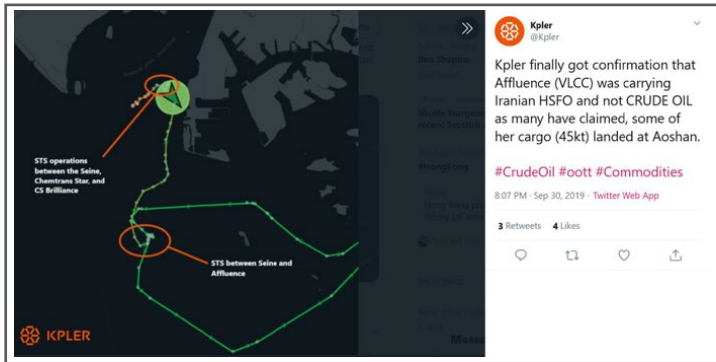 STS operations
between the Seine,
Chemtrans Star, and
CS Brilliance
STS between Seine and
Affluence
KPLER
Kpler
@Kpler
Kpler finally got confirmation that
Affluence (VLCC) was carrying
Iranian HSFO and not CRUDE OIL
as many have claimed, some of
her cargo (45kt) landed at Aoshan.
#CrudeOil #oott #Commodities
8:07 PM · Sep 30, 2019 · Twitter Web App
3 Retweets 4 Likes